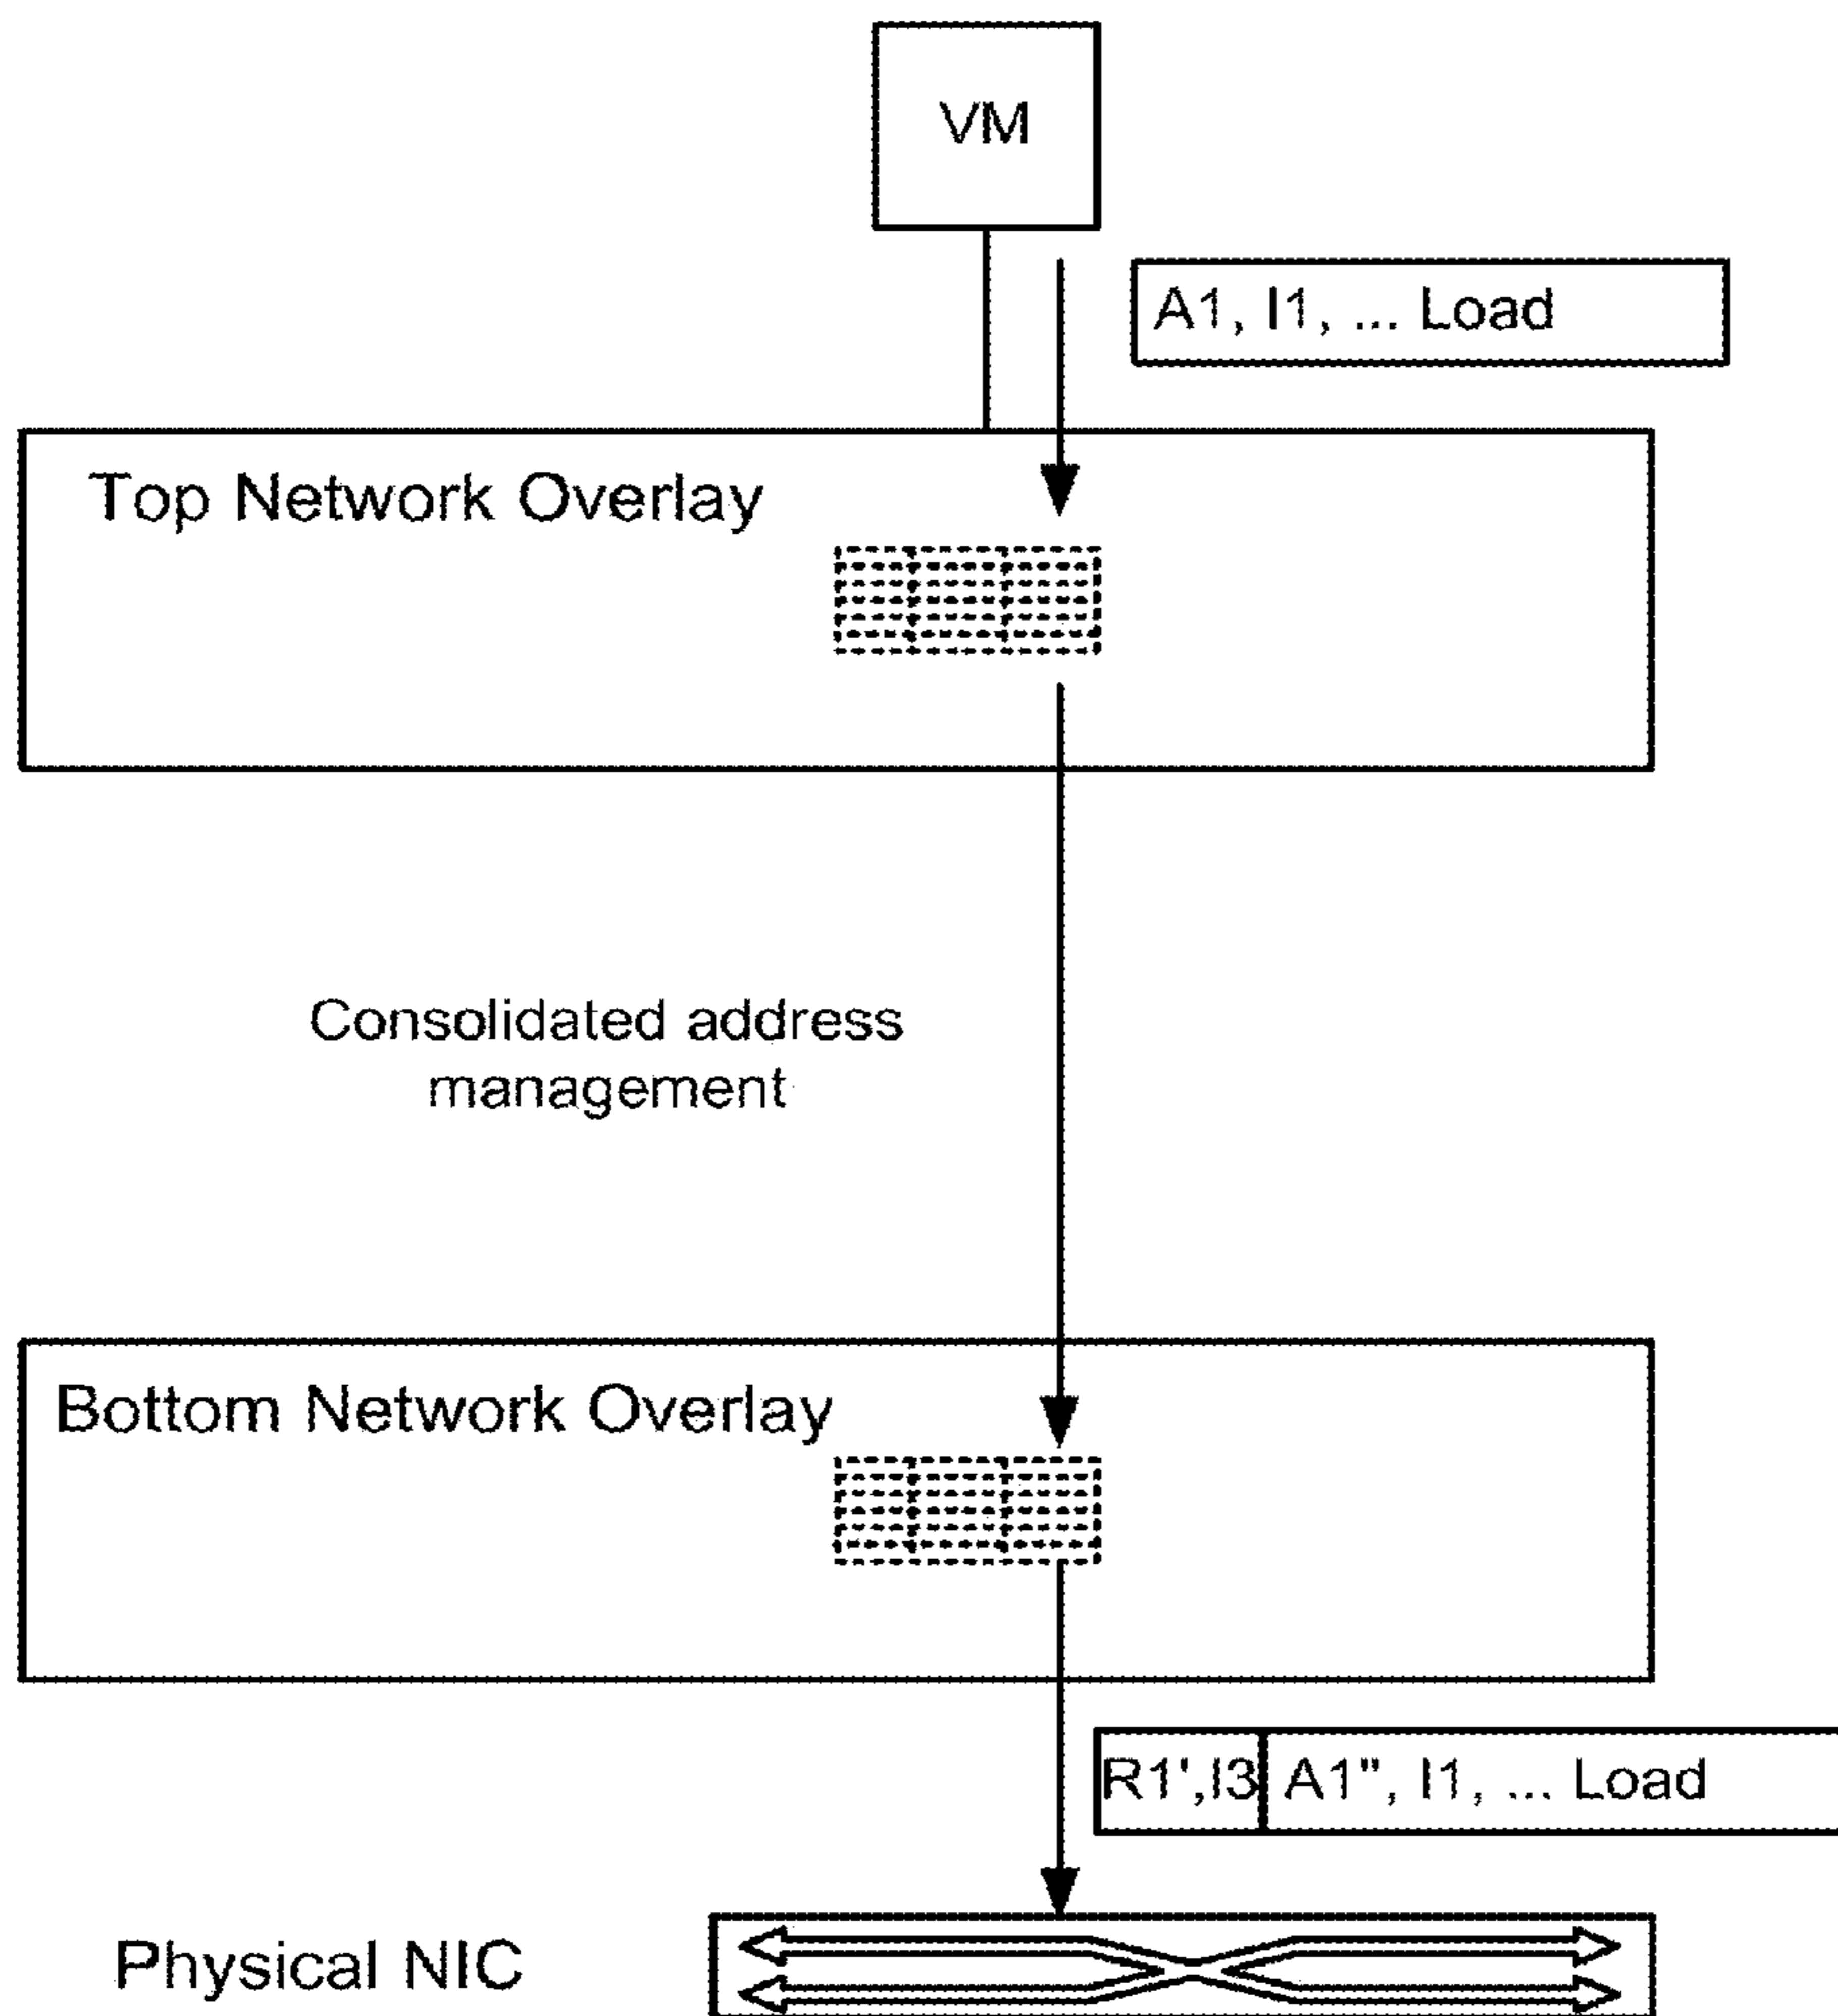 VM
A1, I1, ... Load
Top Network Overlay
Consolidated address
management
Bottom Network Overlay
R1',I3 A1", I1, ... Load
Physical NIC